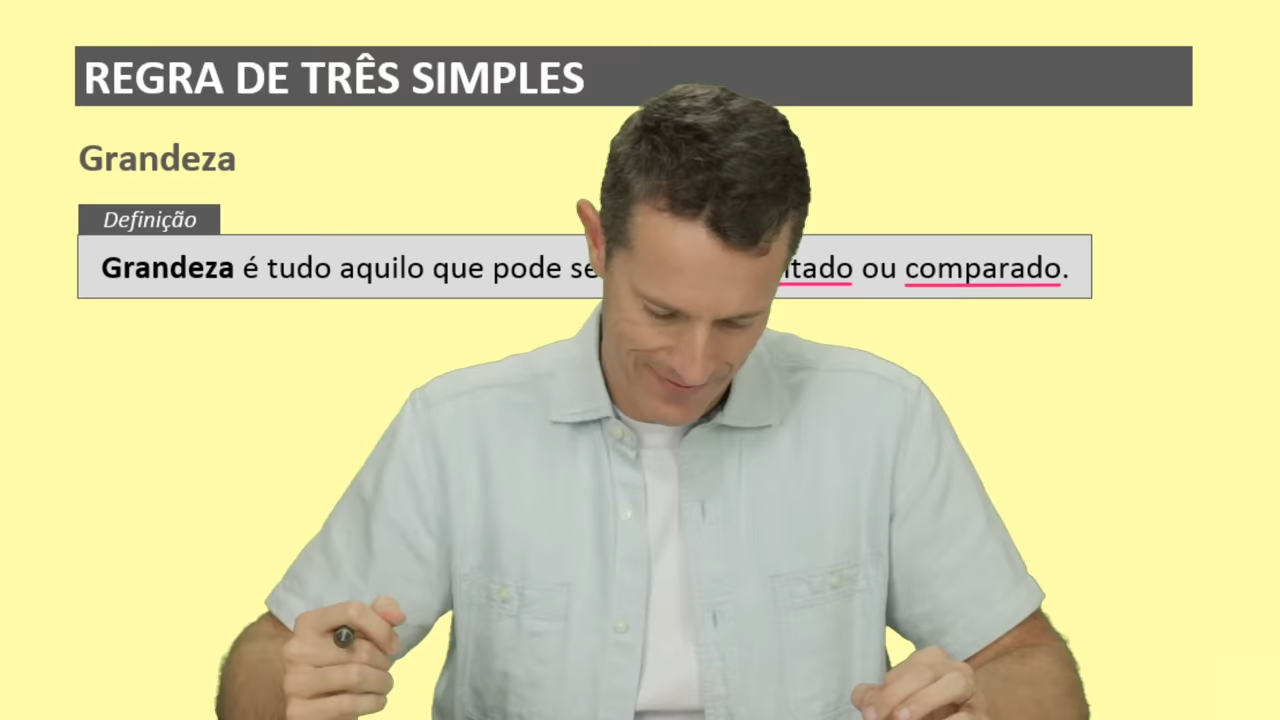 REGRA DE TRÊS SIMPLES
Grandeza
Definição
Grandeza é tudo aquilo que pode ou comparado.